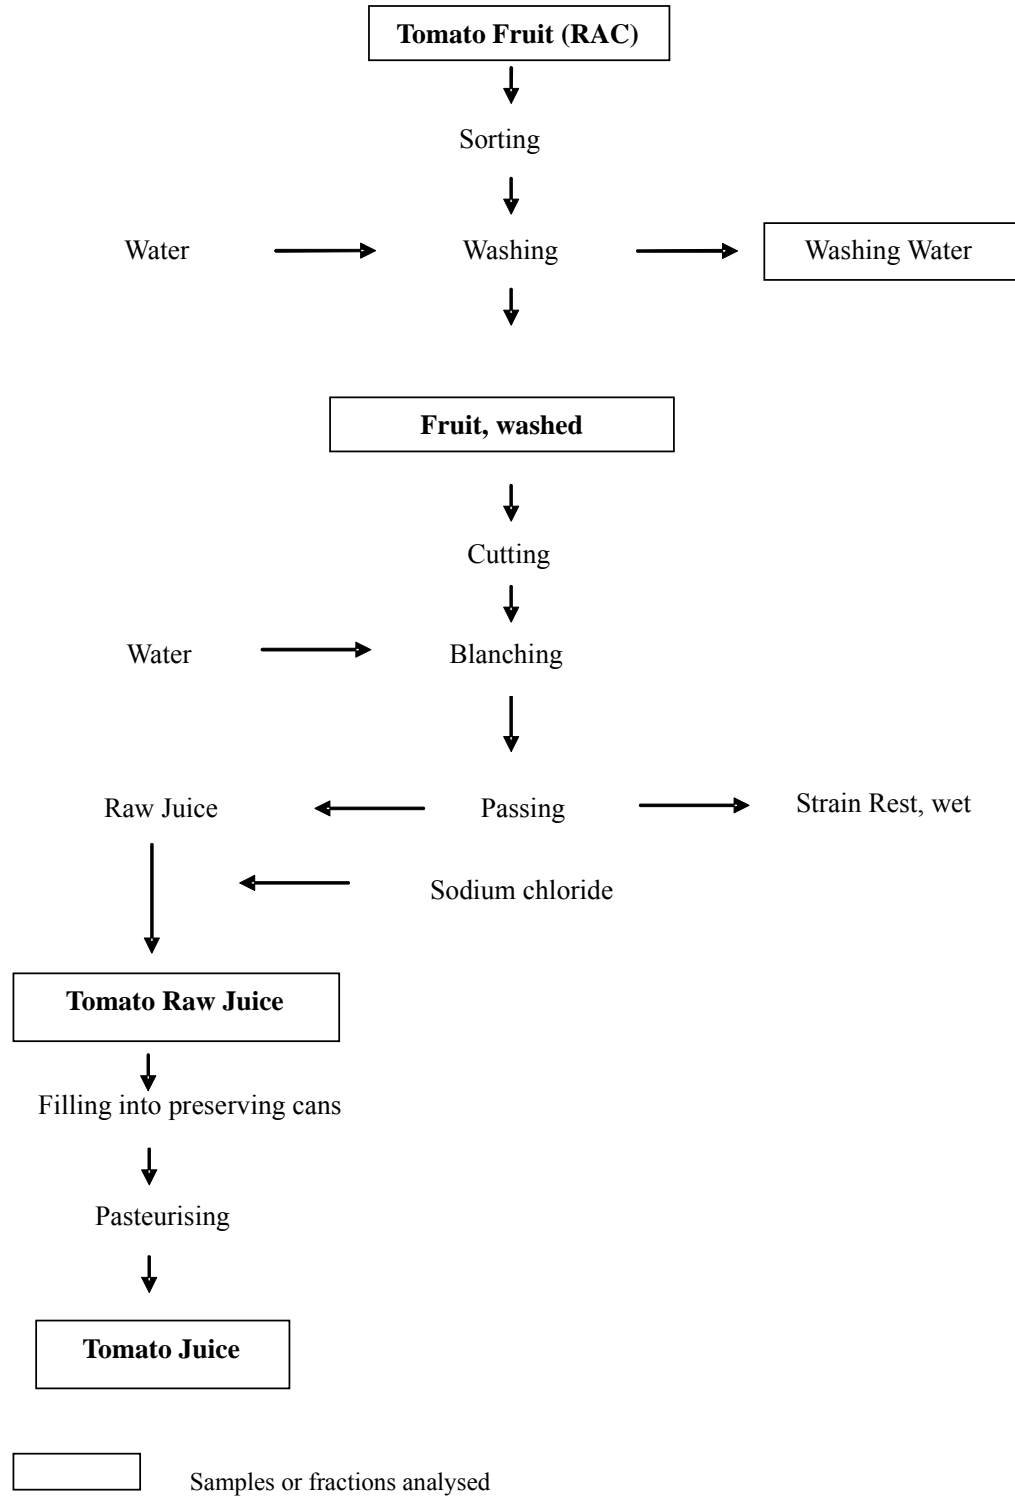 Tomato Fruit (RAC)
Sorting
Water
Washing
Washing Water
Fruit, washed
Cutting
Water
Blanching
Raw Juice
Passing
Strain Rest, wet
Sodium chloride
Tomato Raw Juice
Filling into preserving cans
Pasteurising
Tomato Juice
Samples or fractions analysed